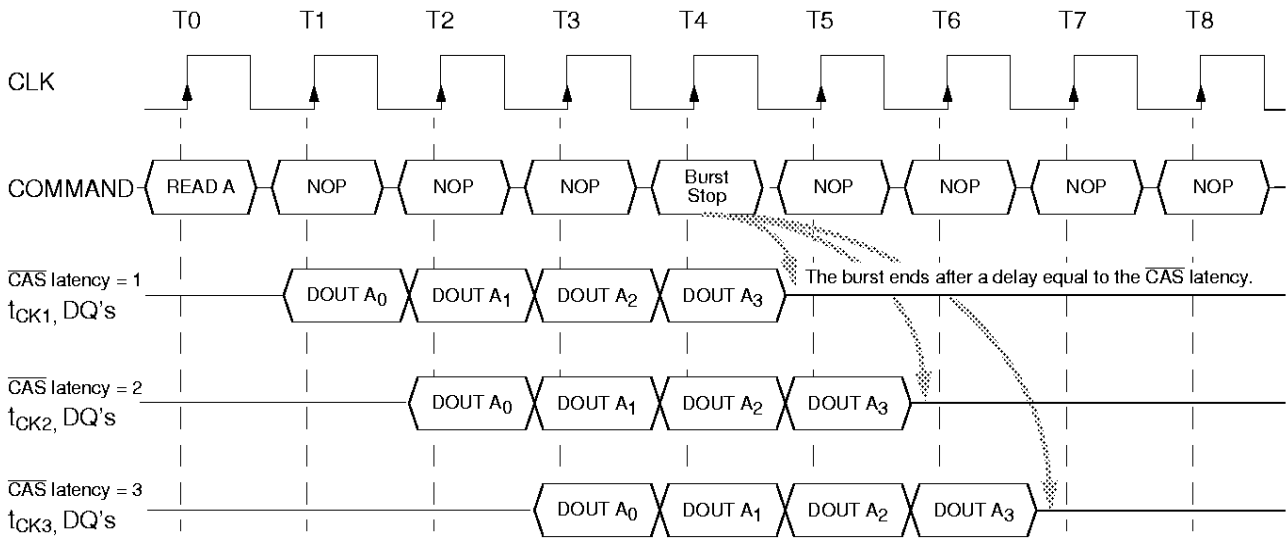 T0 T1 T2 T3 T4 T5 T6 T7 T8
CLK
COMMAND READ A NOP NOP NOP Burst Stop NOP NOP NOP NOP
CAS latency = 1
The burst ends after a delay equal to the CAS latency.
tCK1, DQ's DOUT A0 DOUT A1 DOUT A2 DOUT A3
CAS latency = 2
tCK2, DQ's DOUT A0 DOUT A1 DOUT A2 DOUT A3
CAS latency = 3
tCK3, DQ's DOUT A0 DOUT A1 DOUT A2 DOUT A3